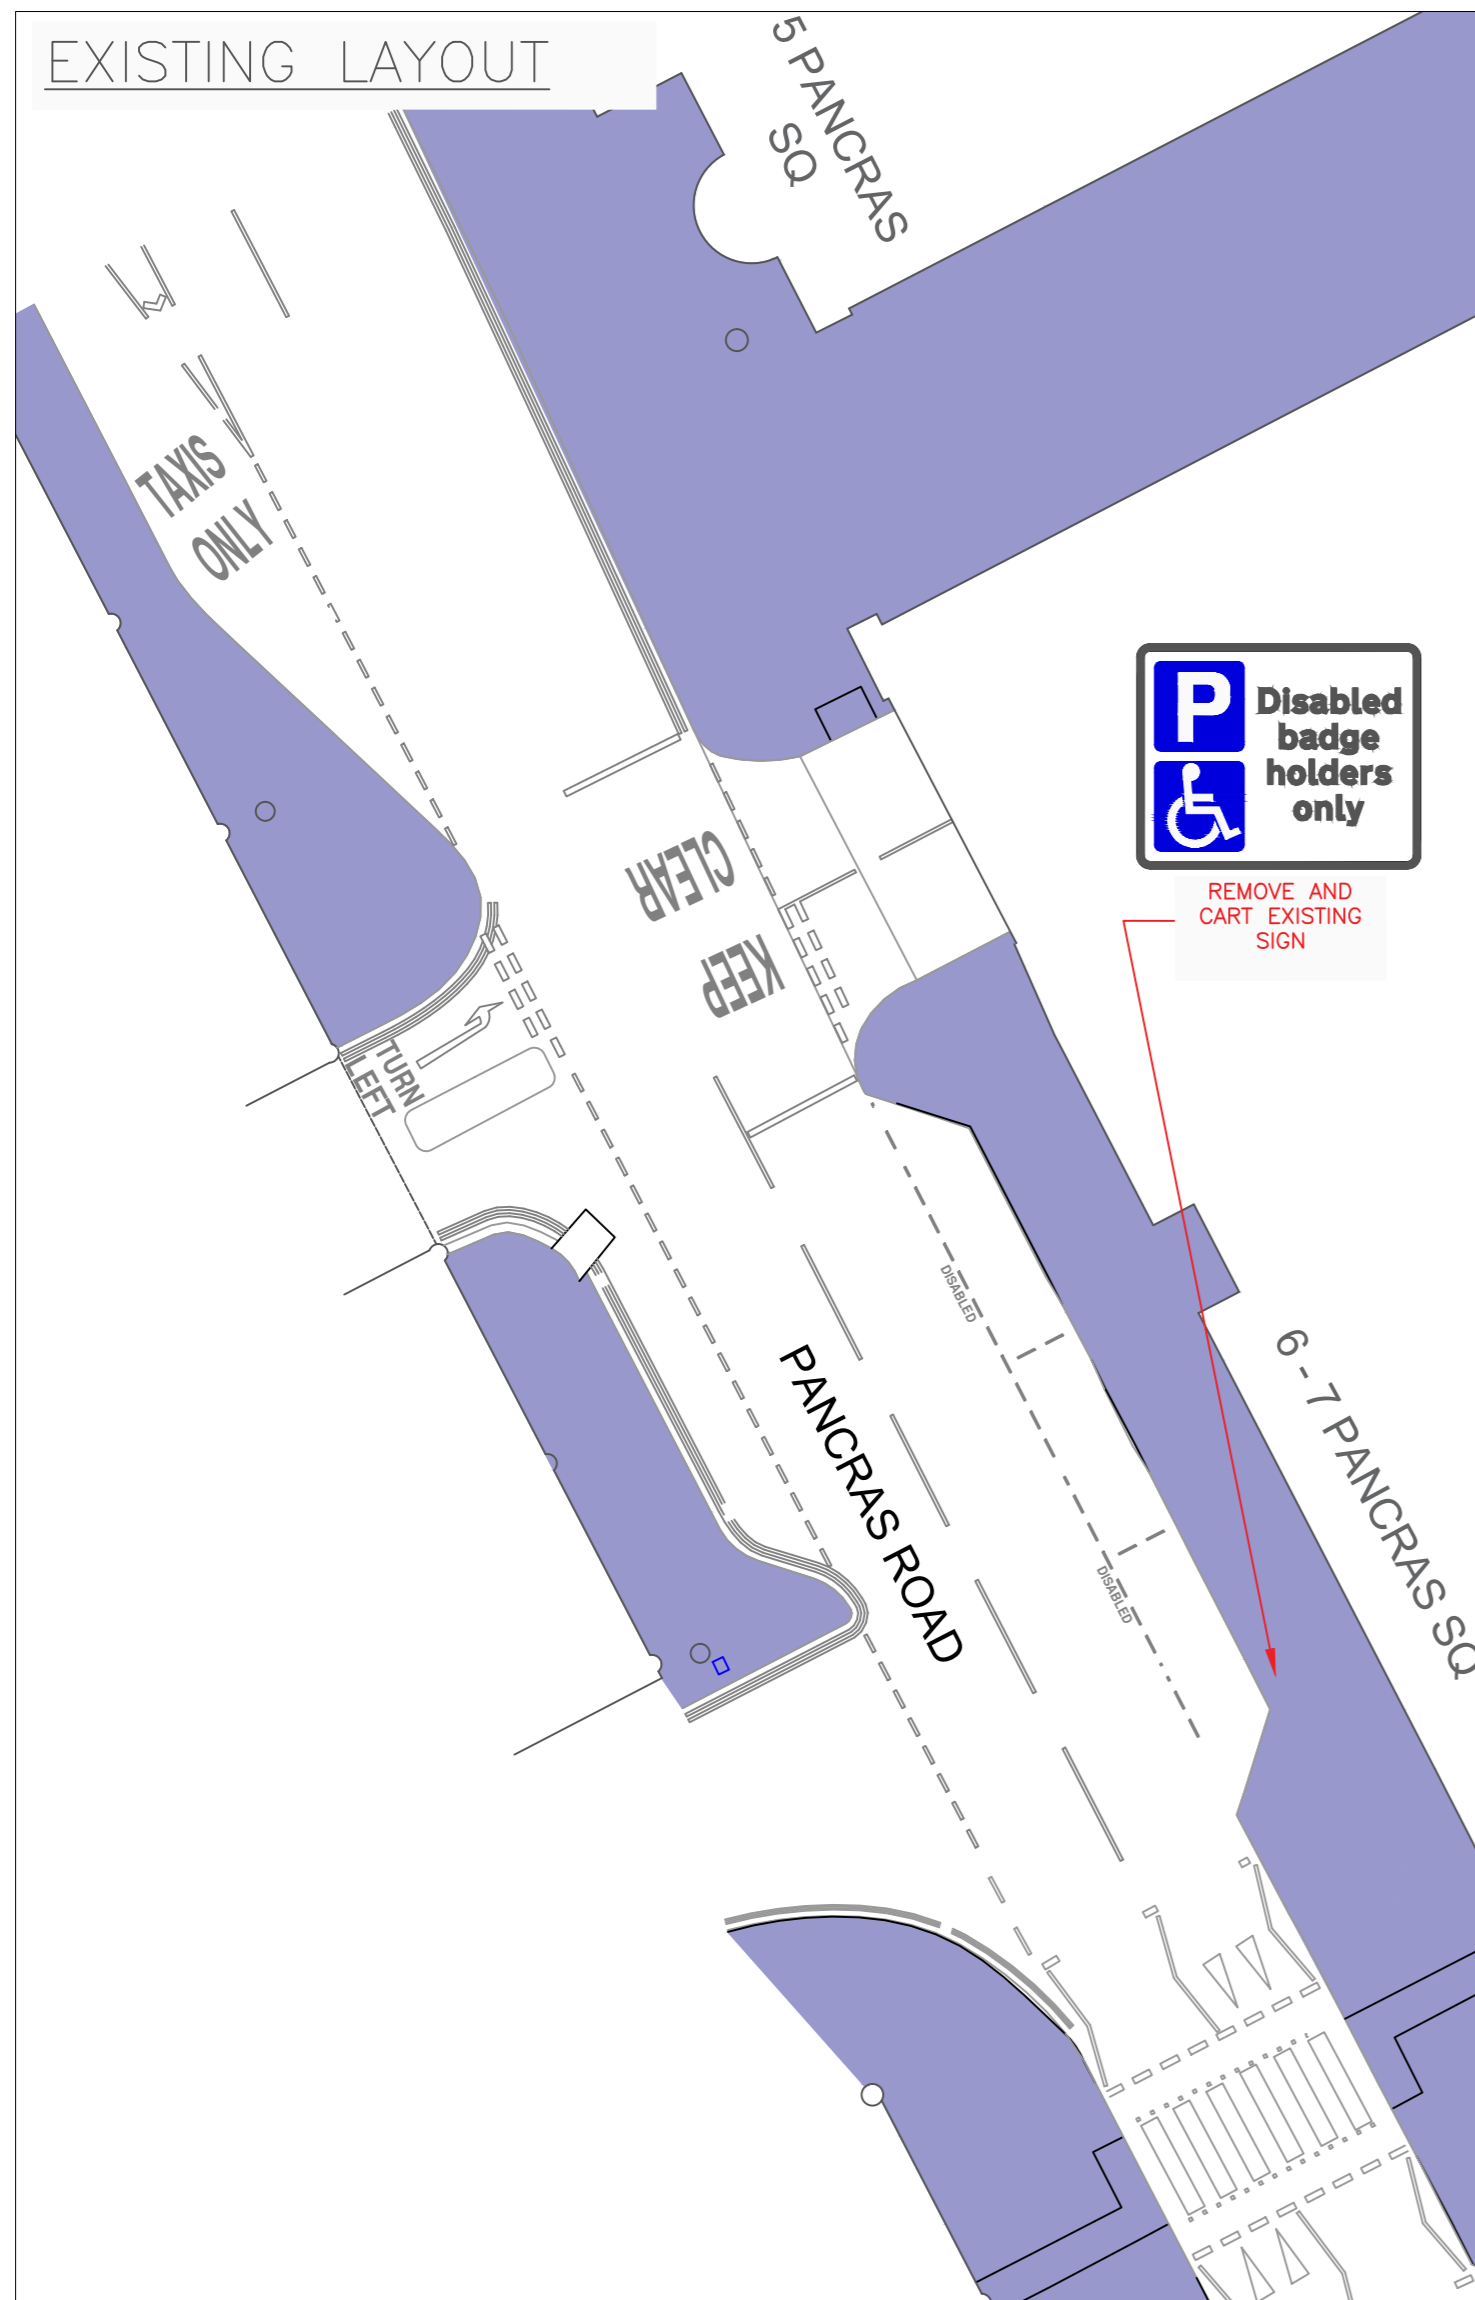 EXISTING LAYOUT
5 PANCRAS
SQ
TAXIS
ONLY
P Disabled
badge
holders
only
REMOVE AND
CART EXISTING
SIGN
CLEAR
KEEP
TURN
LEFT
DISABLED
PANCRAS ROAD
6 - 7 PANCRAS SQ
DISABLED